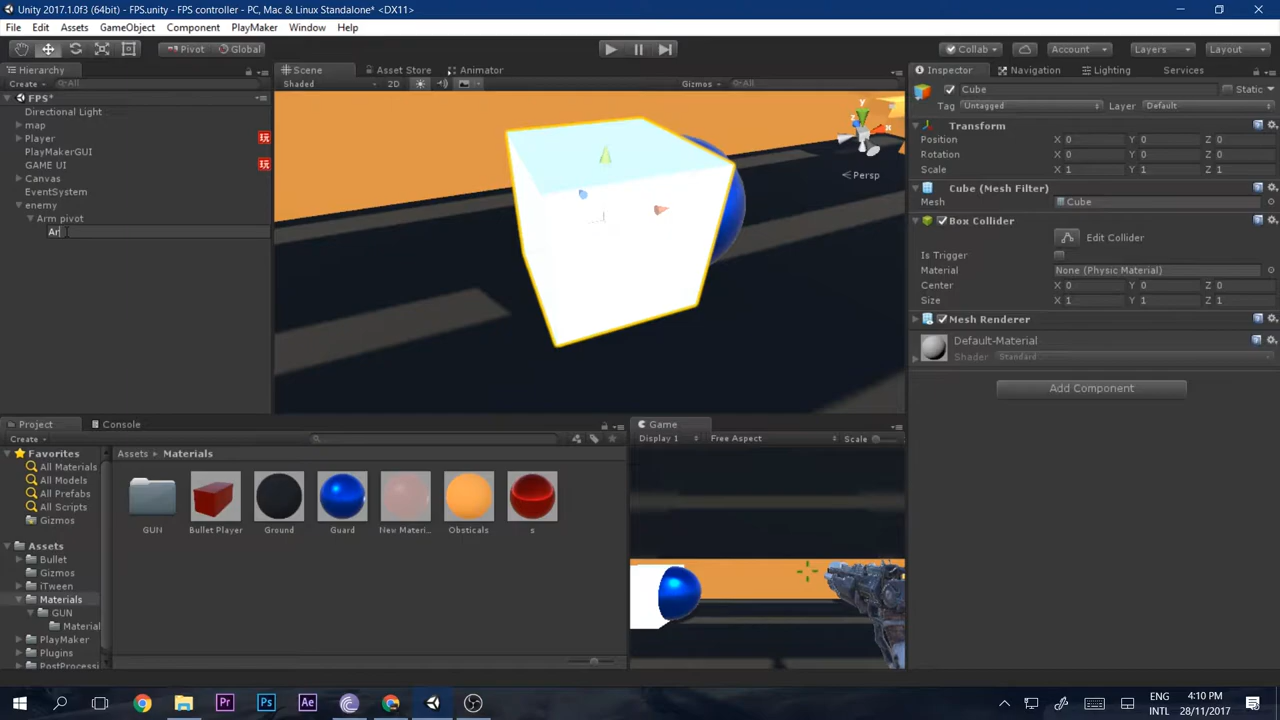 Unity 2017.1.0f3 (64bit) - FPS.unity - FPS controller - PC, Mac & Linux Standalone* <DX11>
File Edit Assets GameObject Component PlayMaker Window Help
Pivot Global Collab Account Layers Layout
Hierarchy Scene Asset Store Animator Inspector Navigation Lighting Services
Create All Shaded 2D Gizmos All Cube Static
FPS* Tag Untagged Layer Default
Directional Light
map
Player
PlayMakerGUI
GAME UI
Canvas
EventSystem
enemy
Arm pivot
Ar
y
x
z
Persp
Transform
Position X 0 Y 0 Z 0
Rotation X 0 Y 0 Z 0
Scale X 1 Y 1 Z 1
Cube (Mesh Filter)
Mesh Cube
Box Collider
Edit Collider
Is Trigger
Material None (Physic Material)
Center X 0 Y 0 Z 0
Size X 1 Y 1 Z 1
Mesh Renderer
Default-Material
Shader Standard
Add Component
Project Console
Create
Favorites
All Materials
All Models
All Prefabs
All Scripts
Gizmos
Assets
Bullet
Gizmos
iTween
Materials
GUN
Material
PlayMaker
Plugins
PostProcessi
Assets Materials
GUN Bullet Player Ground Guard New Materi... Obsticals s
Game
Display 1 Free Aspect Scale
Pr Ps Ae
ENG
INTL
4:10 PM
28/11/2017